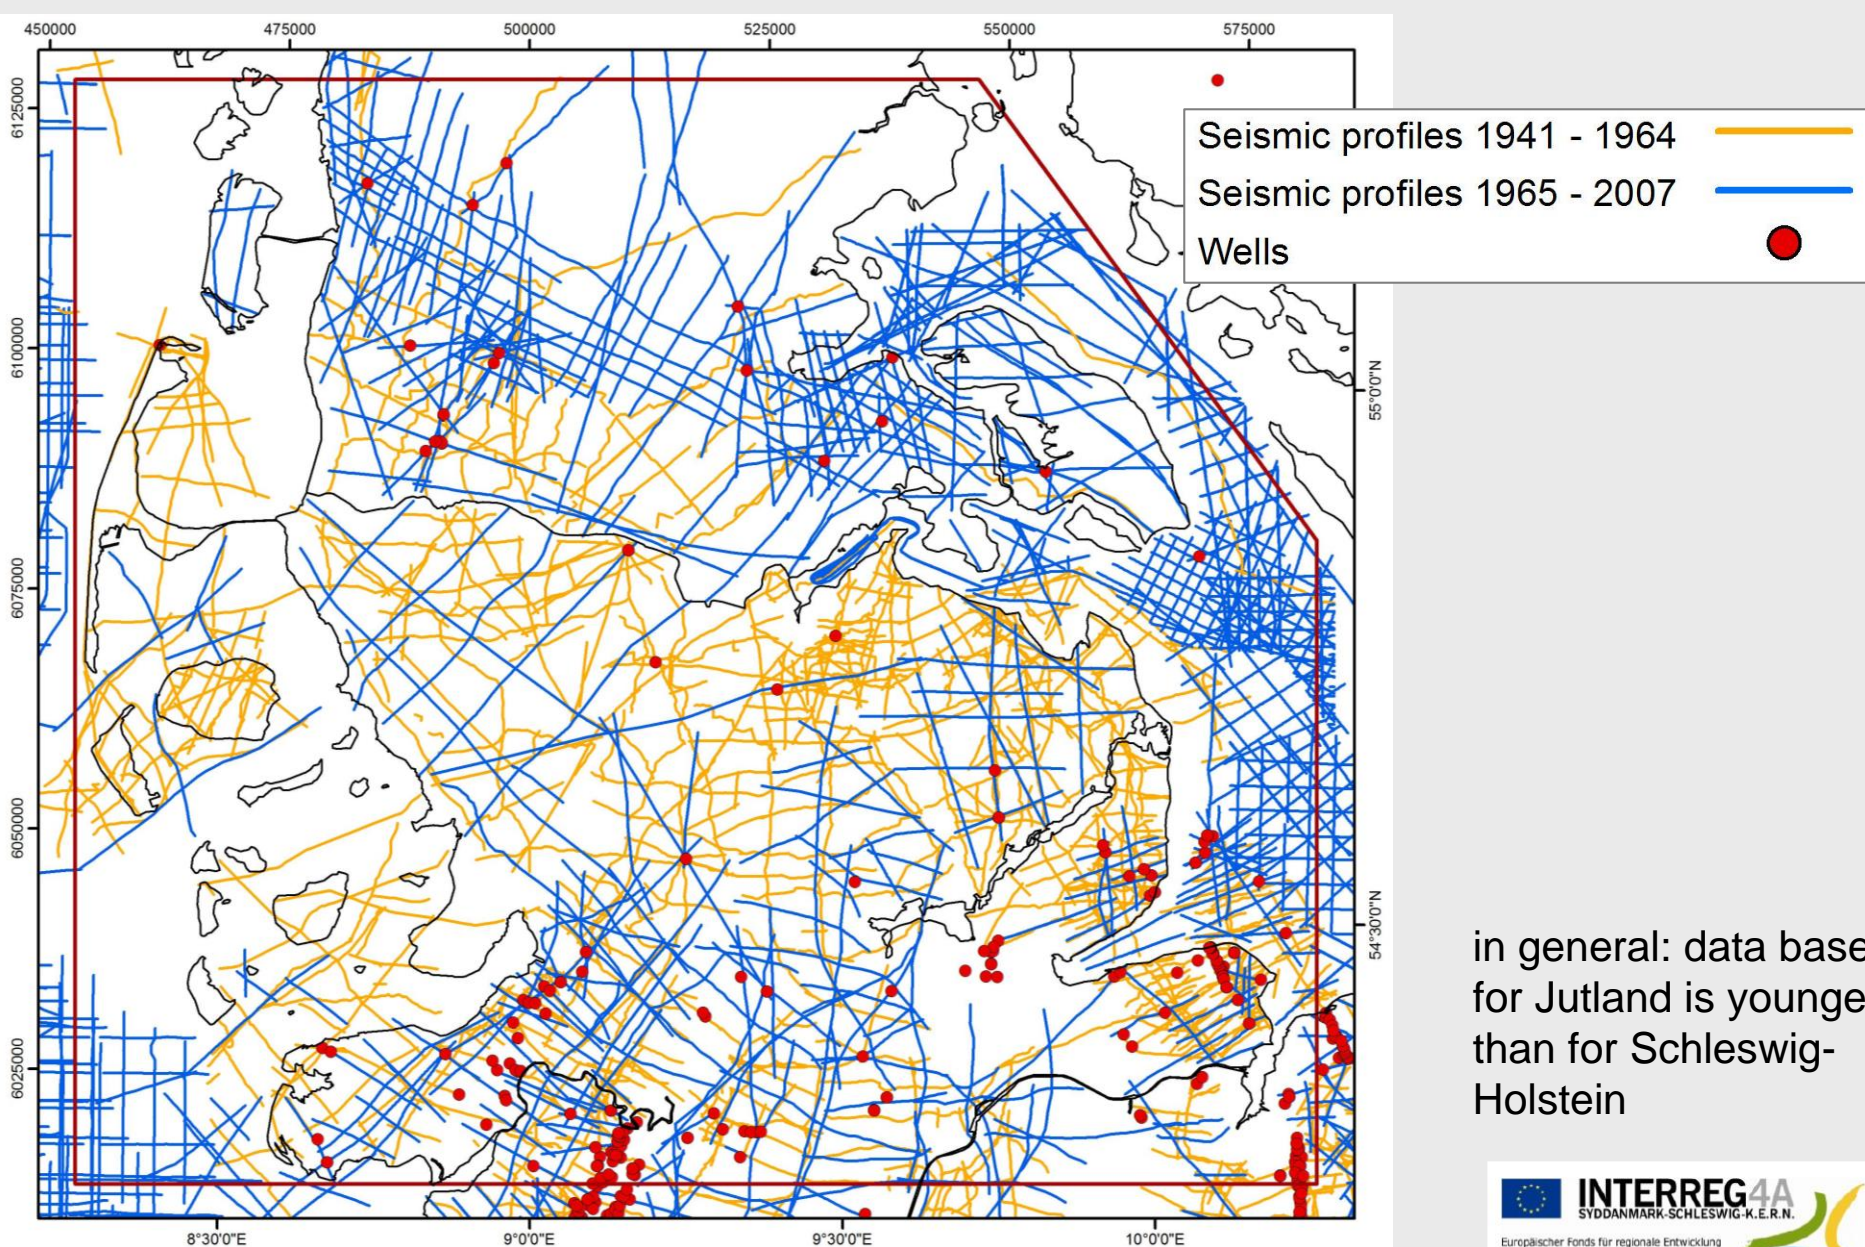 450000 475000 500000 525000 550000 575000
6125000
6100000
6075000
6050000
6025000
Seismic profiles 1941 - 1964
Seismic profiles 1965 - 2007
Wells
55°0'0"N
54°30'0"N
8°30'0"E 9°00'E 9°30'0"E 10°0'0"E
in general: data base
for Jutland is younge
than for Schleswig-
Holstein
INTERREG4A
SYDDANMARK-SCHLESWIG-K.E.R.N.
Europäischer Fonds für regionale Entwicklung